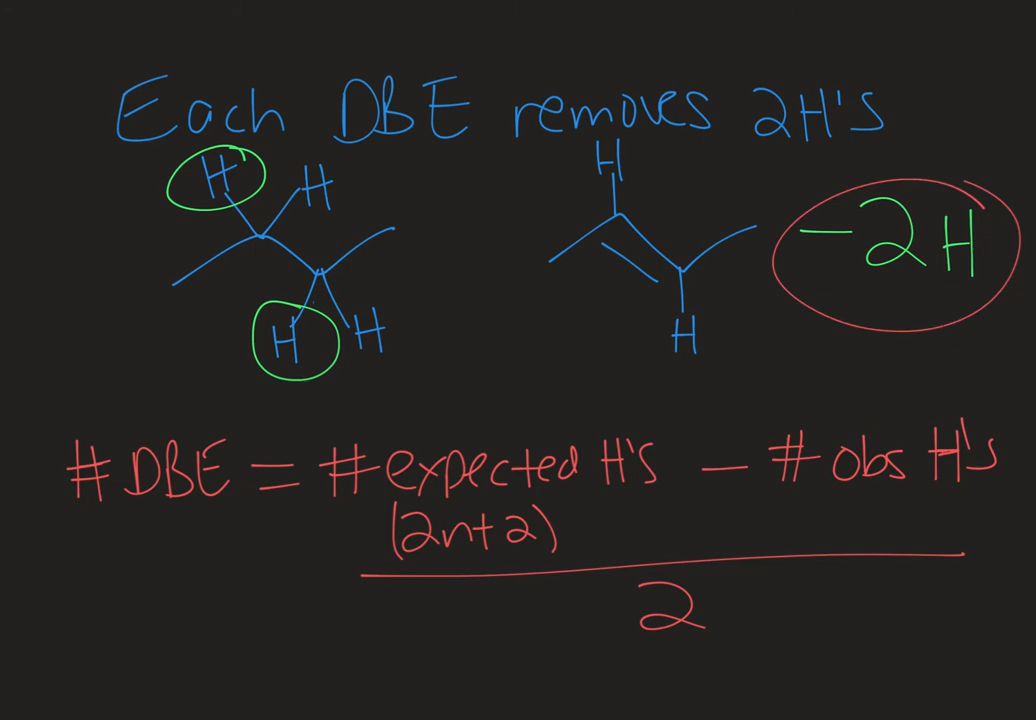 Each DBE removes 2H's
H H H
-2H
H H H
#DBE = #expected H's - # obs H's
(2n+2)
2